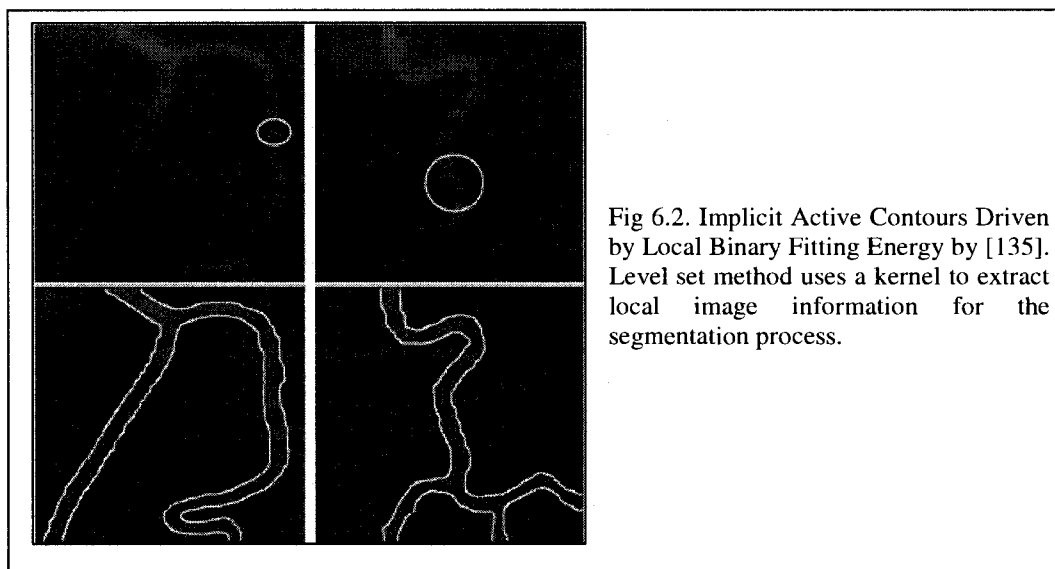 Fig 6.2. Implicit Active Contours Driven
by Local Binary Fitting Energy by [135].
Level set method uses a kernel to extract
local image information for the
segmentation process.